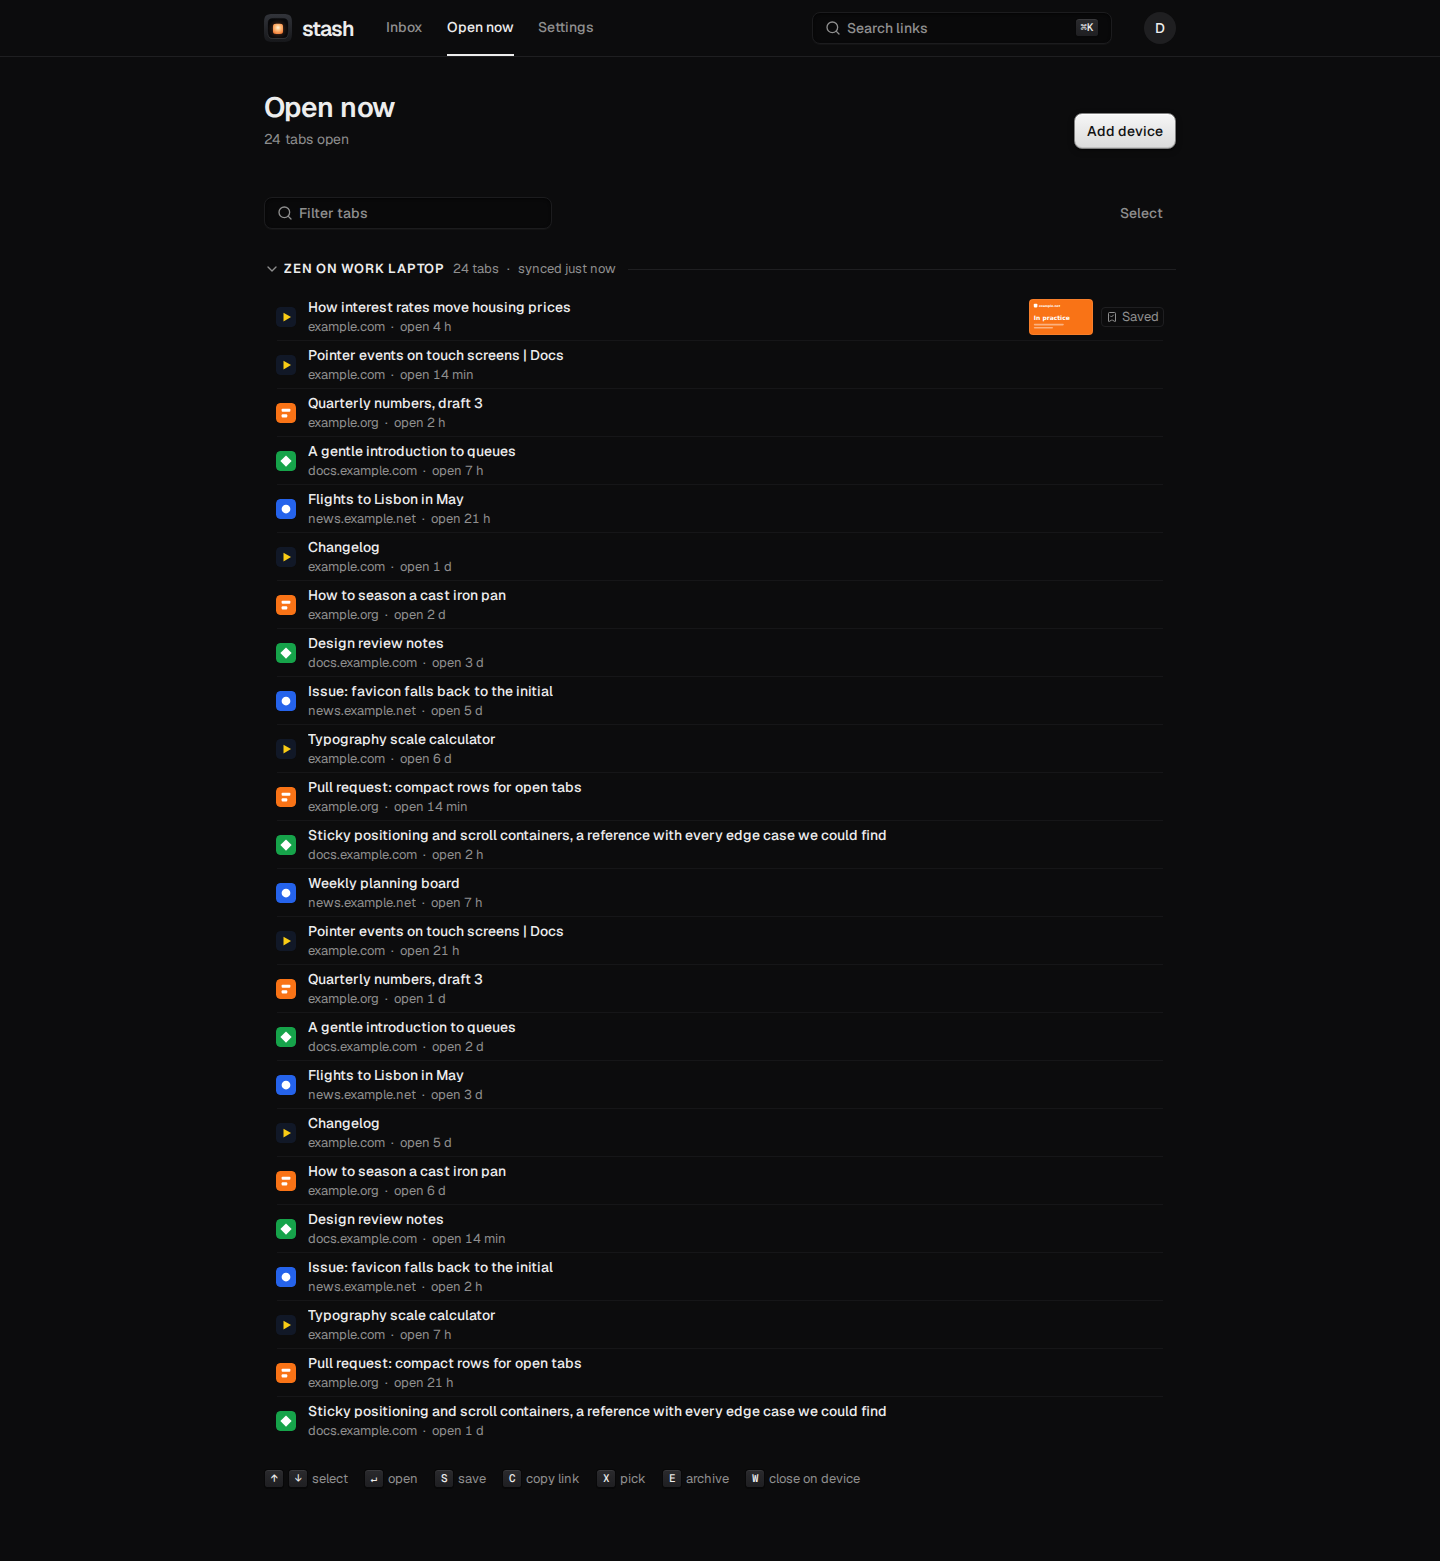 stash
Inbox
Open now
Settings
Search links
⌘K
D
Open now
24 tabs open
Add device
Filter tabs
Select
ZEN ON WORK LAPTOP 24 tabs · synced just now
How interest rates move housing prices
example.com · open 4 h
example.net
In practice
Saved
Pointer events on touch screens | Docs
example.com · open 14 min
Quarterly numbers, draft 3
example.org · open 2 h
A gentle introduction to queues
docs.example.com · open 7 h
Flights to Lisbon in May
news.example.net · open 21 h
Changelog
example.com · open 1 d
How to season a cast iron pan
example.org · open 2 d
Design review notes
docs.example.com · open 3 d
Issue: favicon falls back to the initial
news.example.net · open 5 d
Typography scale calculator
example.com · open 6 d
Pull request: compact rows for open tabs
example.org · open 14 min
Sticky positioning and scroll containers, a reference with every edge case we could find
docs.example.com · open 2 h
Weekly planning board
news.example.net · open 7 h
Pointer events on touch screens | Docs
example.com · open 21 h
Quarterly numbers, draft 3
example.org · open 1 d
A gentle introduction to queues
docs.example.com · open 2 d
Flights to Lisbon in May
news.example.net · open 3 d
Changelog
example.com · open 5 d
How to season a cast iron pan
example.org · open 6 d
Design review notes
docs.example.com · open 14 min
Issue: favicon falls back to the initial
news.example.net · open 2 h
Typography scale calculator
example.com · open 7 h
Pull request: compact rows for open tabs
example.org · open 21 h
Sticky positioning and scroll containers, a reference with every edge case we could find
docs.example.com · open 1 d
↑ ↓ select ↵ open S save C copy link X pick E archive W close on device